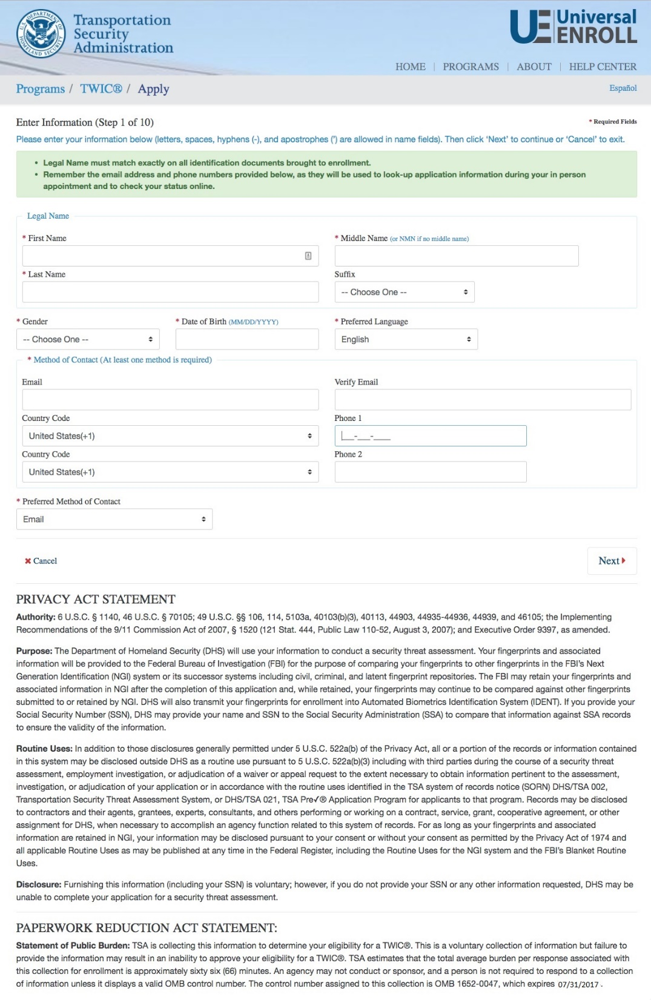 Transportation
Security
Administration
U.S. DEPARTMENT OF HOMELAND SECURITY
UE Universal
ENROLL
HOME | PROGRAMS | ABOUT | HELP CENTER
Programs / TWIC® / Apply
Español
Enter Information (Step 1 of 10)
* Required Fields
Please enter your information below (letters, spaces, hyphens (-), and apostrophes (’) are allowed in name fields). Then click ‘Next’ to continue or ‘Cancel’ to exit.
• Legal Name must match exactly on all identification documents brought to enrollment.
• Remember the email address and phone numbers provided below, as they will be used to look-up application information during your in person
appointment and to check your status online.
Legal Name
* First Name
* Middle Name (or NMN if no middle name)
* Last Name
Suffix
-- Choose One --
* Gender
* Date of Birth (MM/DD/YYYY)
* Preferred Language
-- Choose One --
English
* Method of Contact (At least one method is required)
Email
Verify Email
Country Code
Phone 1
United States(+1)
___-___-____
Country Code
Phone 2
United States(+1)
* Preferred Method of Contact
Email
✖ Cancel
Next
PRIVACY ACT STATEMENT
Authority: 6 U.S.C. § 1140, 46 U.S.C. § 70105; 49 U.S.C. §§ 106, 114, 5103a, 40103(b)(3), 40113, 44903, 44935-44936, 44939, and 46105; the Implementing
Recommendations of the 9/11 Commission Act of 2007, § 1520 (121 Stat. 444, Public Law 110-52, August 3, 2007); and Executive Order 9397, as amended.
Purpose: The Department of Homeland Security (DHS) will use your information to conduct a security threat assessment. Your fingerprints and associated
information will be provided to the Federal Bureau of Investigation (FBI) for the purpose of comparing your fingerprints to other fingerprints in the FBI’s Next
Generation Identification (NGI) system or its successor systems including civil, criminal, and latent fingerprint repositories. The FBI may retain your fingerprints and
associated information in NGI after the completion of this application and, while retained, your fingerprints may continue to be compared against other fingerprints
submitted to or retained by NGI. DHS will also transmit your fingerprints for enrollment into Automated Biometrics Identification System (IDENT). If you provide your
Social Security Number (SSN), DHS may provide your name and SSN to the Social Security Administration (SSA) to compare that information against SSA records
to ensure the validity of the information.
Routine Uses: In addition to those disclosures generally permitted under 5 U.S.C. 522a(b) of the Privacy Act, all or a portion of the records or information contained
in this system may be disclosed outside DHS as a routine use pursuant to 5 U.S.C. 522a(b)(3) including with third parties during the course of a security threat
assessment, employment investigation, or adjudication of a waiver or appeal request to the extent necessary to obtain information pertinent to the assessment,
investigation, or adjudication of your application or in accordance with the routine uses identified in the TSA system of records notice (SORN) DHS/TSA 002,
Transportation Security Threat Assessment System, or DHS/TSA 021, TSA Pre✓® Application Program for applicants to that program. Records may be disclosed
to contractors and their agents, grantees, experts, consultants, and others performing or working on a contract, service, grant, cooperative agreement, or other
assignment for DHS, when necessary to accomplish an agency function related to this system of records. For as long as your fingerprints and associated
information are retained in NGI, your information may be disclosed pursuant to your consent or without your consent as permitted by the Privacy Act of 1974 and
all applicable Routine Uses as may be published at any time in the Federal Register, including the Routine Uses for the NGI system and the FBI’s Blanket Routine
Uses.
Disclosure: Furnishing this information (including your SSN) is voluntary; however, if you do not provide your SSN or any other information requested, DHS may be
unable to complete your application for a security threat assessment.
PAPERWORK REDUCTION ACT STATEMENT:
Statement of Public Burden: TSA is collecting this information to determine your eligibility for a TWIC®. This is a voluntary collection of information but failure to
provide the information may result in an inability to approve your eligibility for a TWIC®. TSA estimates that the total average burden per response associated with
this collection for enrollment is approximately sixty six (66) minutes. An agency may not conduct or sponsor, and a person is not required to respond to a collection
of information unless it displays a valid OMB control number. The control number assigned to this collection is OMB 1652-0047, which expires 07/31/2017 .